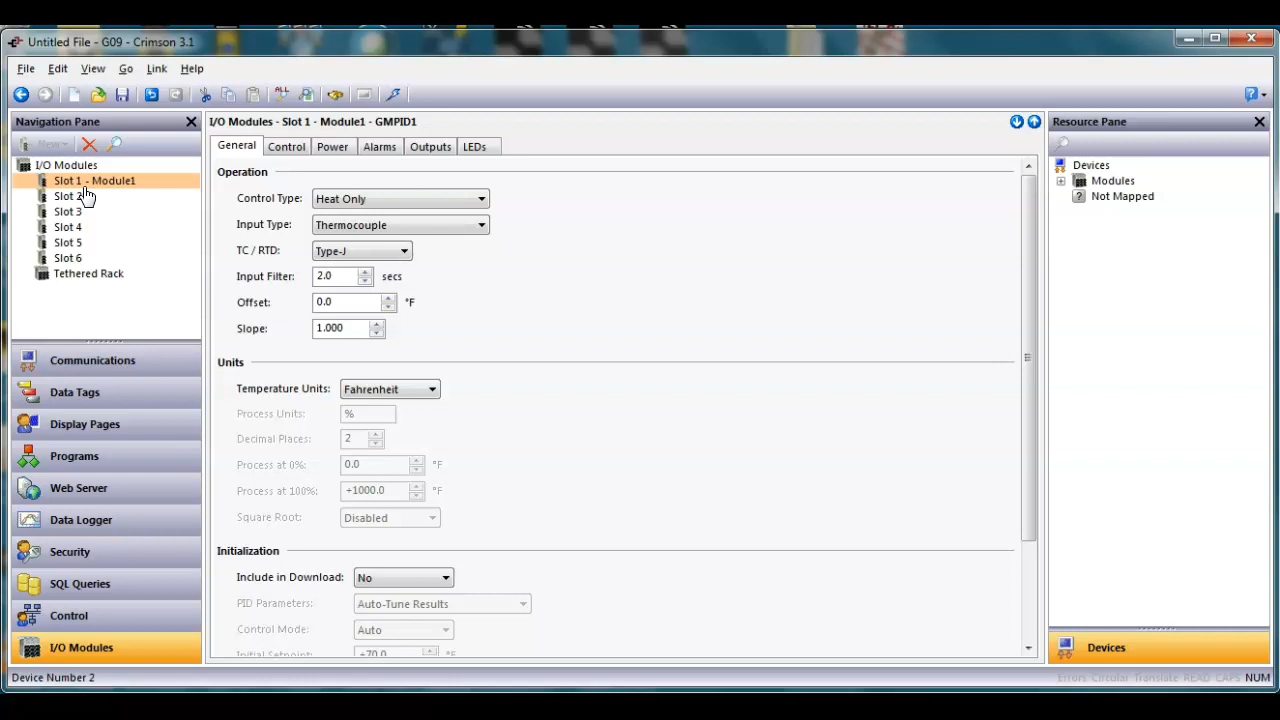 Untitled File - G09 - Crimson 3.1
File Edit View Go Link Help
New
ALL
Navigation Pane
I/O Modules
Slot 1 - Module1
Slot 2
Slot 3
Slot 4
Slot 5
Slot 6
Tethered Rack
Communications
Data Tags
Display Pages
Programs
Web Server
Data Logger
Security
SQL Queries
Control
I/O Modules
I/O Modules - Slot 1 - Module1 - GMPID1
General Control Power Alarms Outputs LEDs
Operation
Control Type: Heat Only
Input Type: Thermocouple
TC / RTD: Type-J
Input Filter: 2.0 secs
Offset: 0.0 °F
Slope: 1.000
Units
Temperature Units: Fahrenheit
Process Units: %
Decimal Places: 2
Process at 0%: 0.0 °F
Process at 100%: +1000.0 °F
Square Root: Disabled
Initialization
Include in Download: No
PID Parameters: Auto-Tune Results
Control Mode: Auto
Initial Setpoint: +70.0 °F
Resource Pane
Devices
Modules
Not Mapped
Devices
Device Number 2
Errors Circular Translate READ CAPS NUM